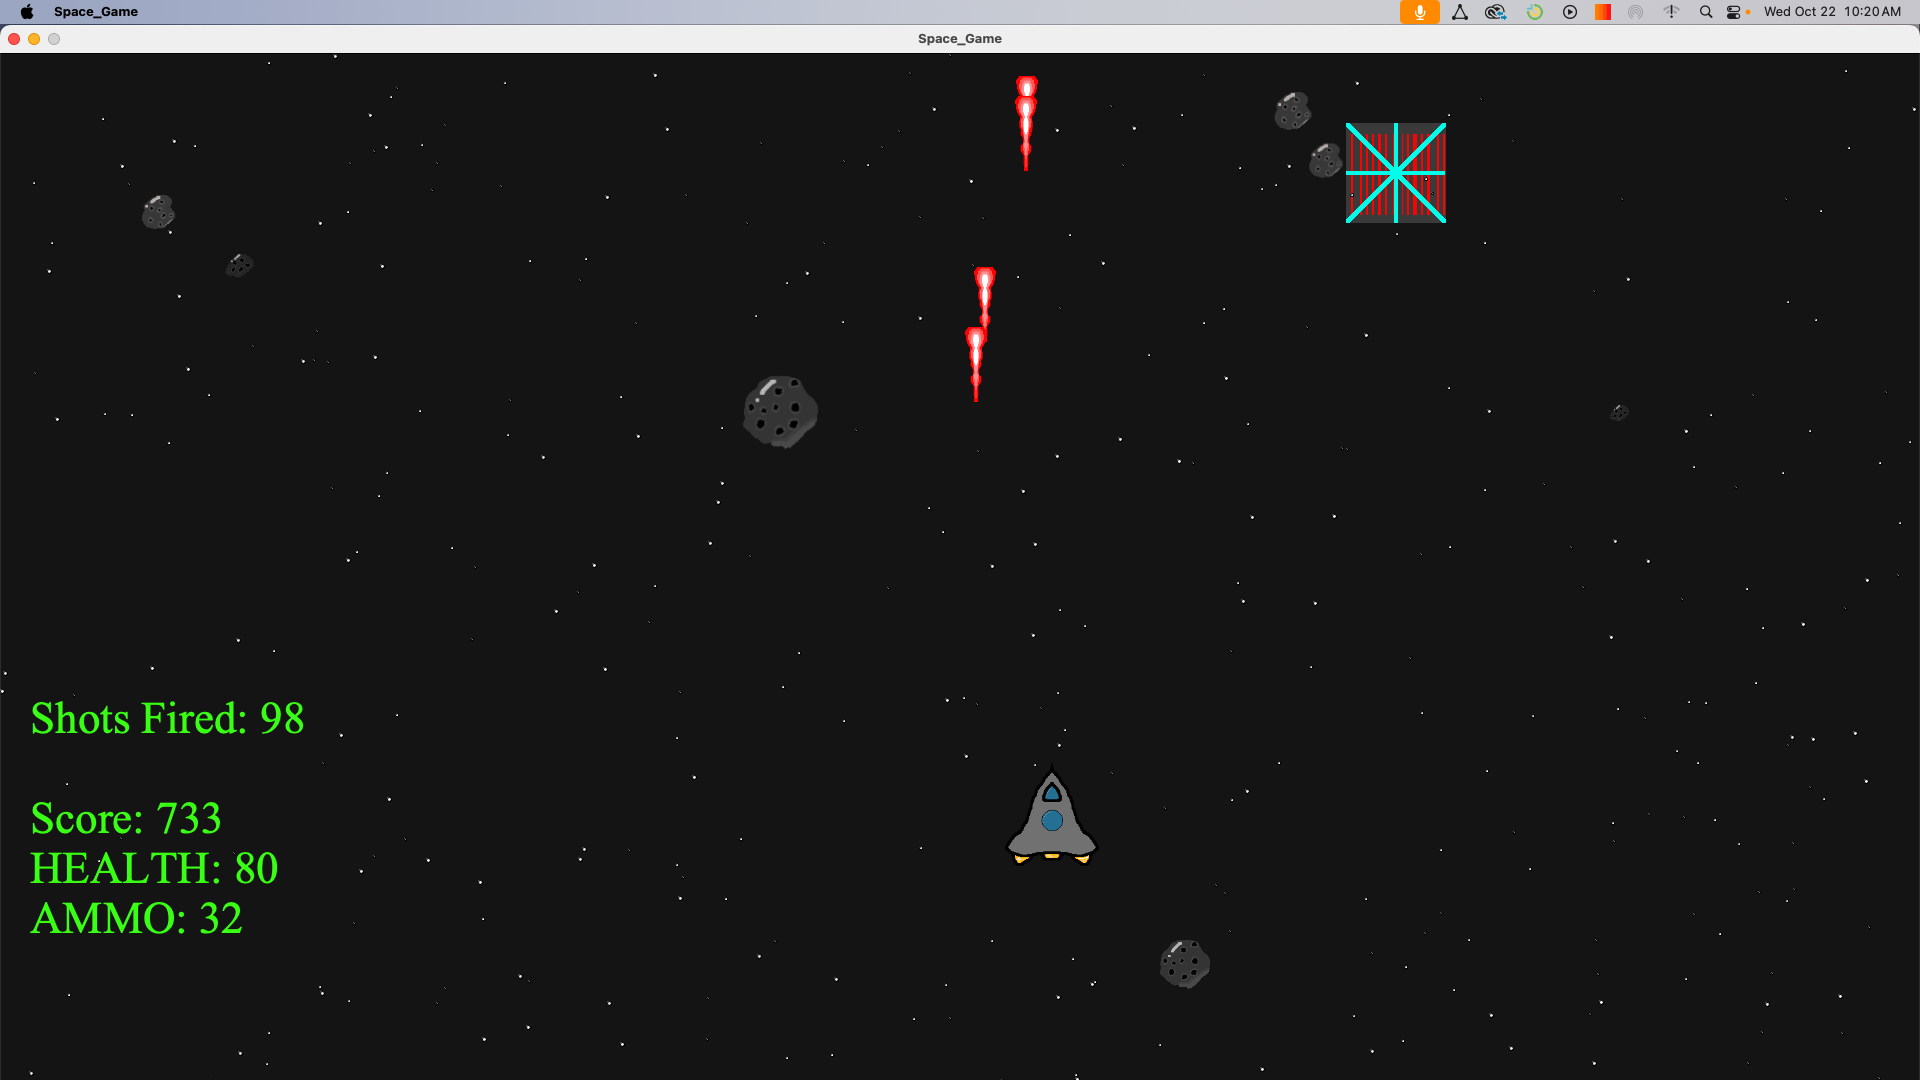 Space_Game
Wed Oct 22 10:20 AM
Space_Game
Shots Fired: 98
Score: 733
HEALTH: 80
AMMO: 32